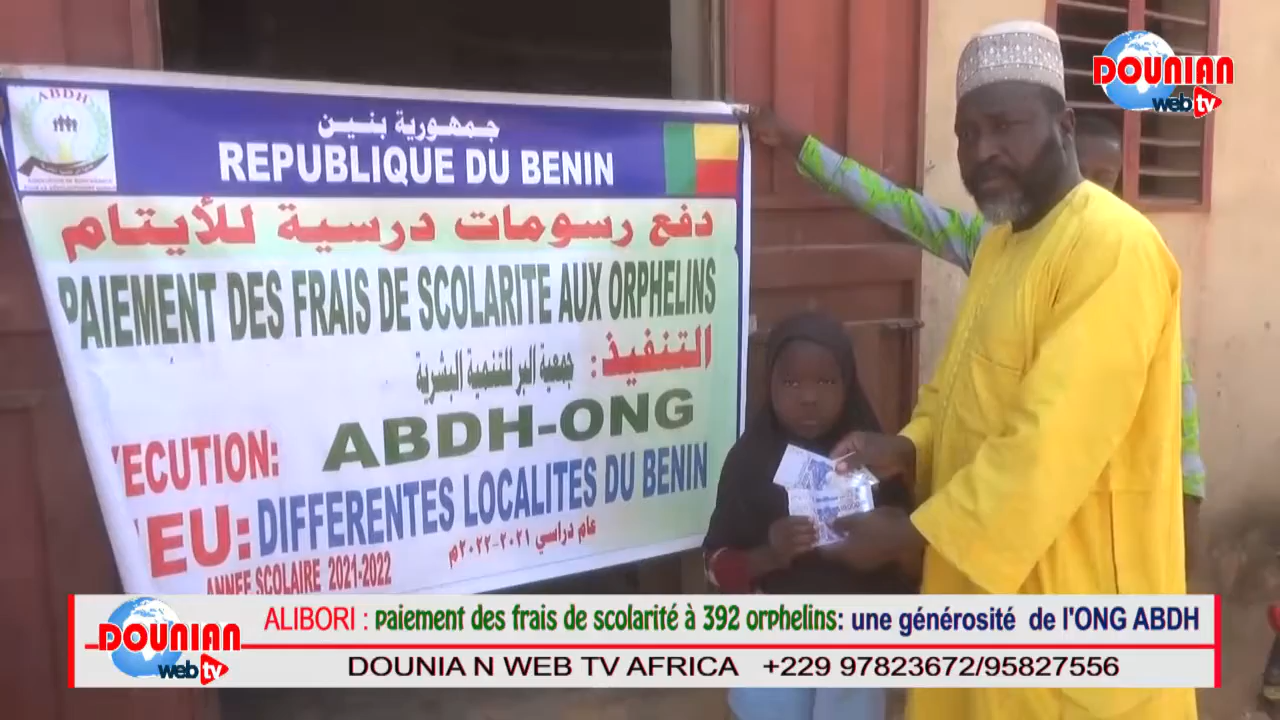 DOUNIAN
web tv
ABDH
جمهورية بنين
REPUBLIQUE DU BENIN
دفع رسومات درسية للأيتام
PAIEMENT DES FRAIS DE SCOLARITE AUX ORPHELINS
التنفيذ: جمعية البر للتنمية البشرية
XECUTION: ABDH-ONG
IEU: DIFFERENTES LOCALITES DU BENIN
ANNEE SCOLAIRE 2021-2022 عام دراسي ٢٠٢١-٢٠٢٢م
DOUNIAN
web tv
ALIBORI : paiement des frais de scolarité à 392 orphelins: une générosité de l'ONG ABDH
DOUNIA N WEB TV AFRICA +229 97823672/95827556